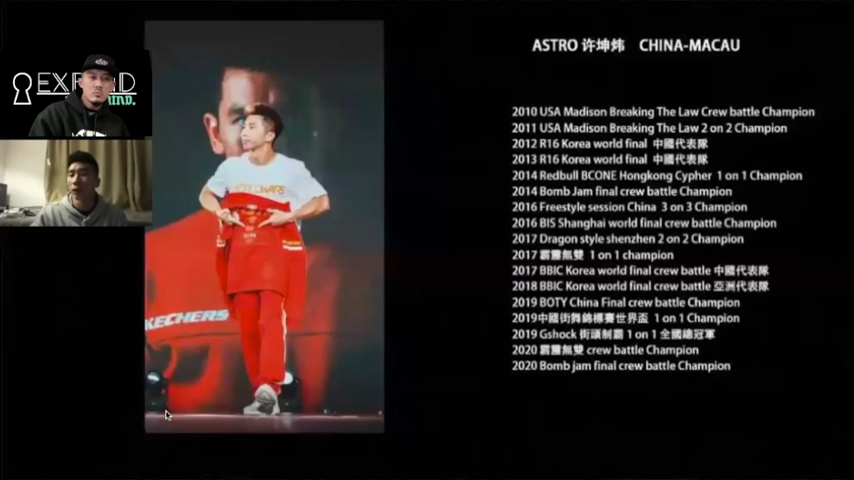 ASTRO 许坤炜 CHINA-MACAU
2010 USA Madison Breaking The Law Crew battle Champion
2011 USA Madison Breaking The Law 2 on 2 Champion
2012 R16 Korea world final 中國代表隊
2013 R16 Korea world final 中國代表隊
2014 Redbull BCONE Hongkong Cypher 1 on 1 Champion
2014 Bomb Jam final crew battle Champion
2016 Freestyle session China 3 on 3 Champion
2016 BIS Shanghai world final crew battle Champion
2017 Dragon style shenzhen 2 on 2 Champion
2017 霸靈無雙 1 on 1 champion
2017 BBIC Korea world final crew battle 中國代表隊
2018 BBIC Korea world final crew battle 亞洲代表隊
2019 BOTY China Final crew battle Champion
2019中國街舞錦標賽世界盃 1 on 1 Champion
2019 Gshock 街頭制霸 1 on 1 全國總冠軍
2020 霸靈無雙 crew battle Champion
2020 Bomb jam final crew battle Champion
SKECHERS